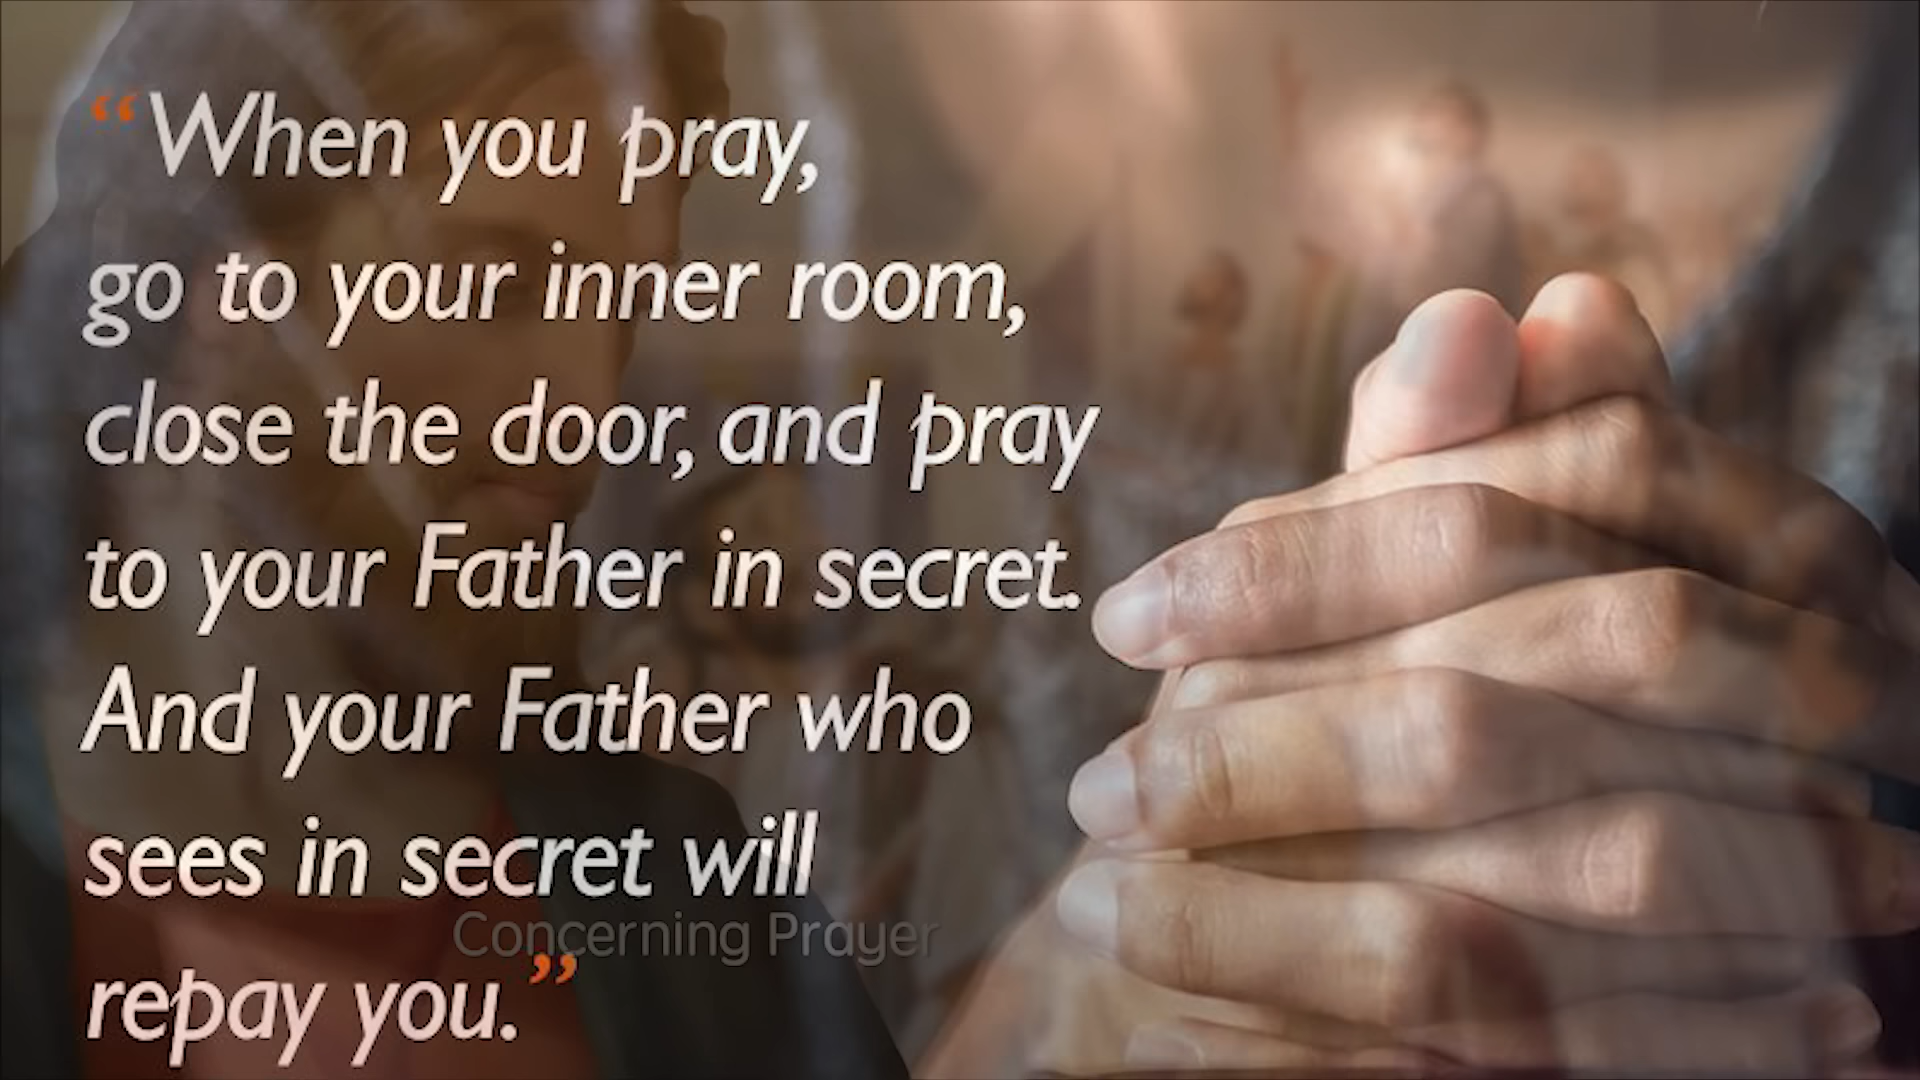 “When you pray,
go to your inner room,
close the door, and pray
to your Father in secret.
And your Father who
sees in secret will
Concerning Prayer
repay you.”